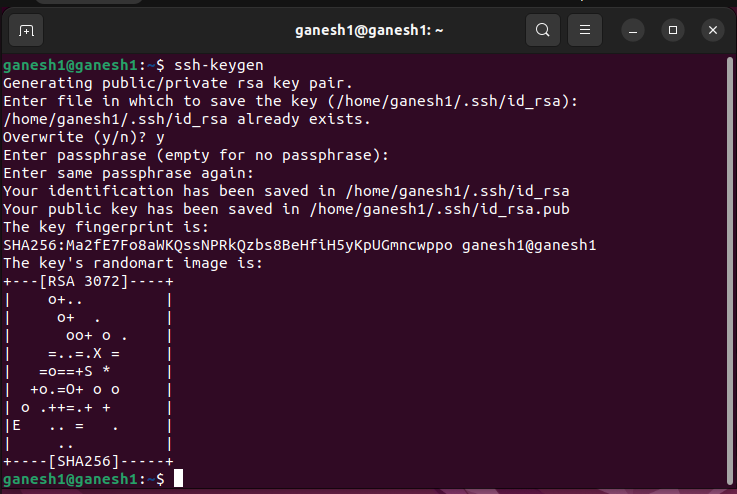 ganesh1@ganesh1: ~
ganesh1@ganesh1:~$ ssh-keygen
Generating public/private rsa key pair.
Enter file in which to save the key (/home/ganesh1/.ssh/id_rsa):
/home/ganesh1/.ssh/id_rsa already exists.
Overwrite (y/n)? y
Enter passphrase (empty for no passphrase):
Enter same passphrase again:
Your identification has been saved in /home/ganesh1/.ssh/id_rsa
Your public key has been saved in /home/ganesh1/.ssh/id_rsa.pub
The key fingerprint is:
SHA256:Ma2fE7Fo8aWKQssNPRkQzbs8BeHfiH5yKpUGmncwppo ganesh1@ganesh1
The key's randomart image is:
+---[RSA 3072]----+
|    o+..         |
|     o+  .       |
|      oo+ o .    |
|    =..=.X =     |
|   =o==+S *      |
|  +o.=O+ o o     |
| o .++=.+ +      |
|E   .. =   .     |
|     ..          |
+----[SHA256]-----+
ganesh1@ganesh1:~$